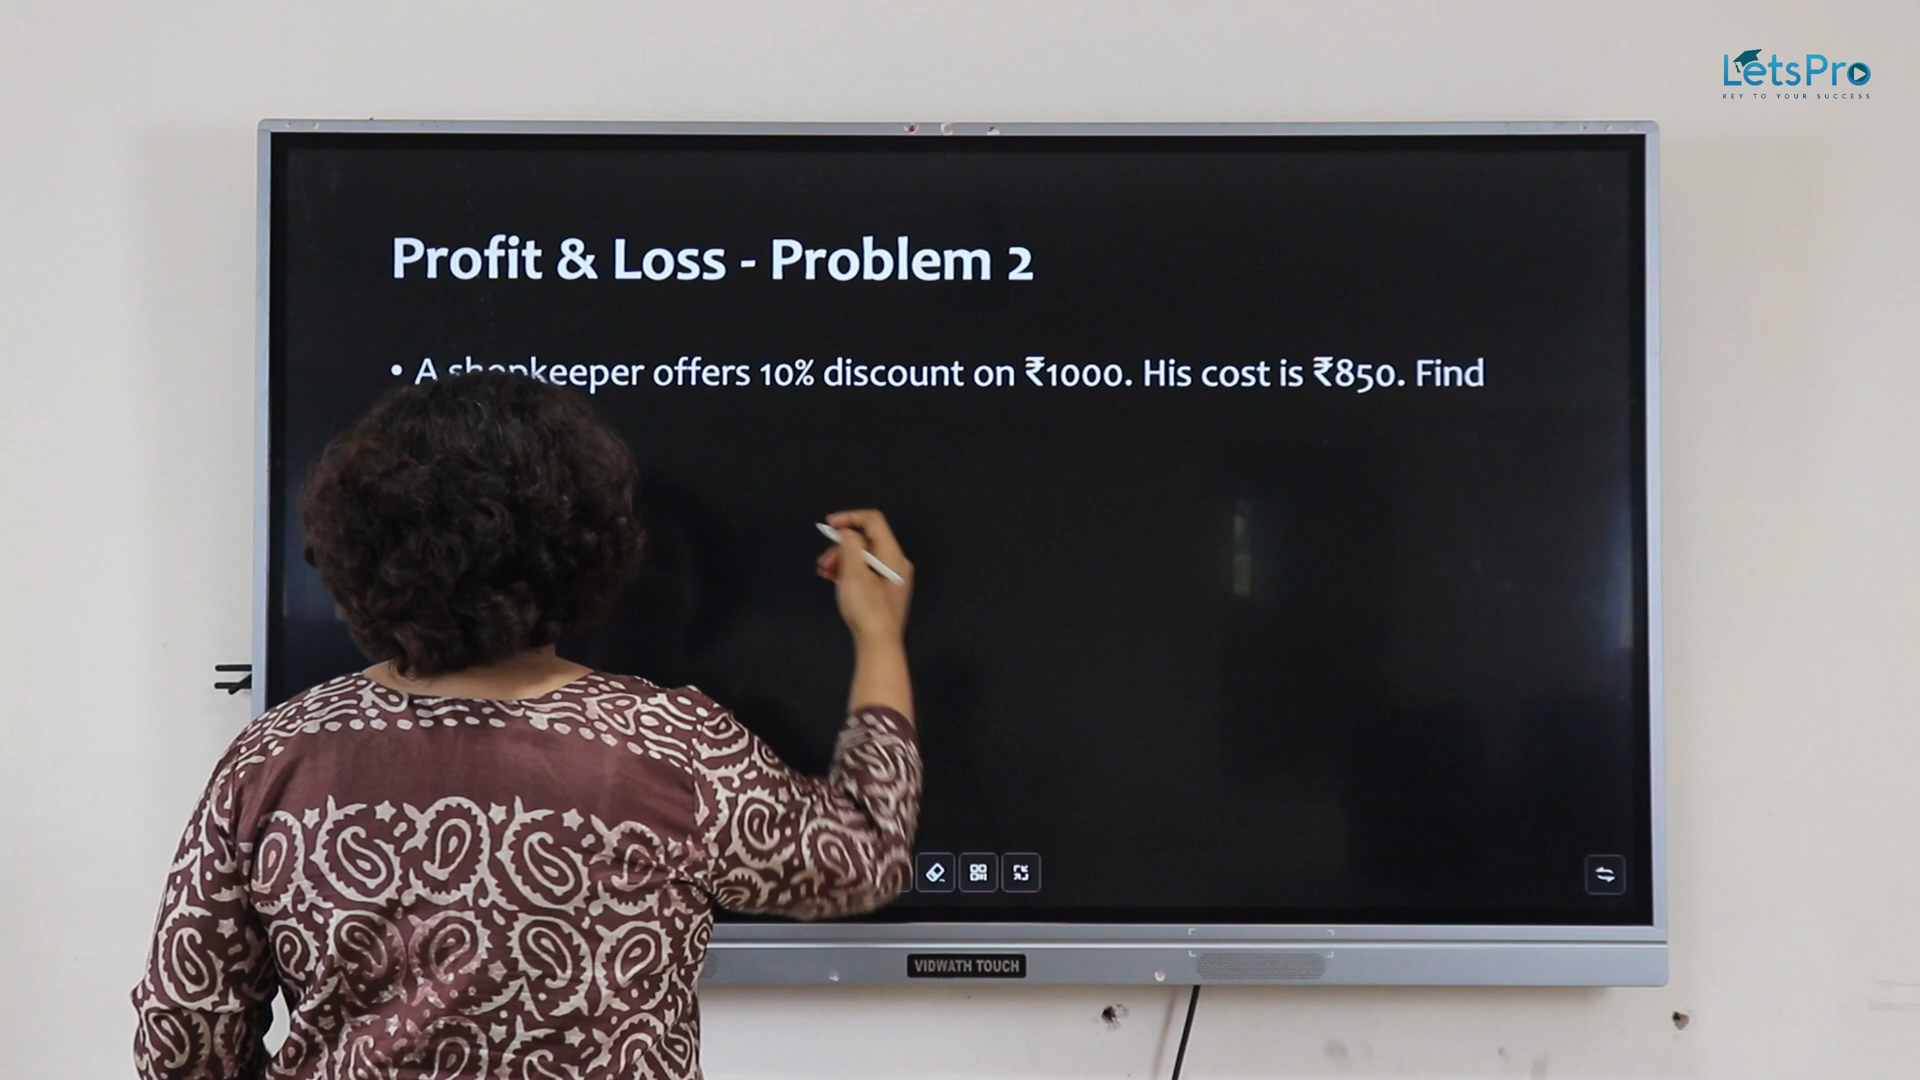 LetsPro
KEY TO YOUR SUCCESS
Profit & Loss - Problem 2
• A shopkeeper offers 10% discount on ₹1000. His cost is ₹850. Find
VIDWATH TOUCH